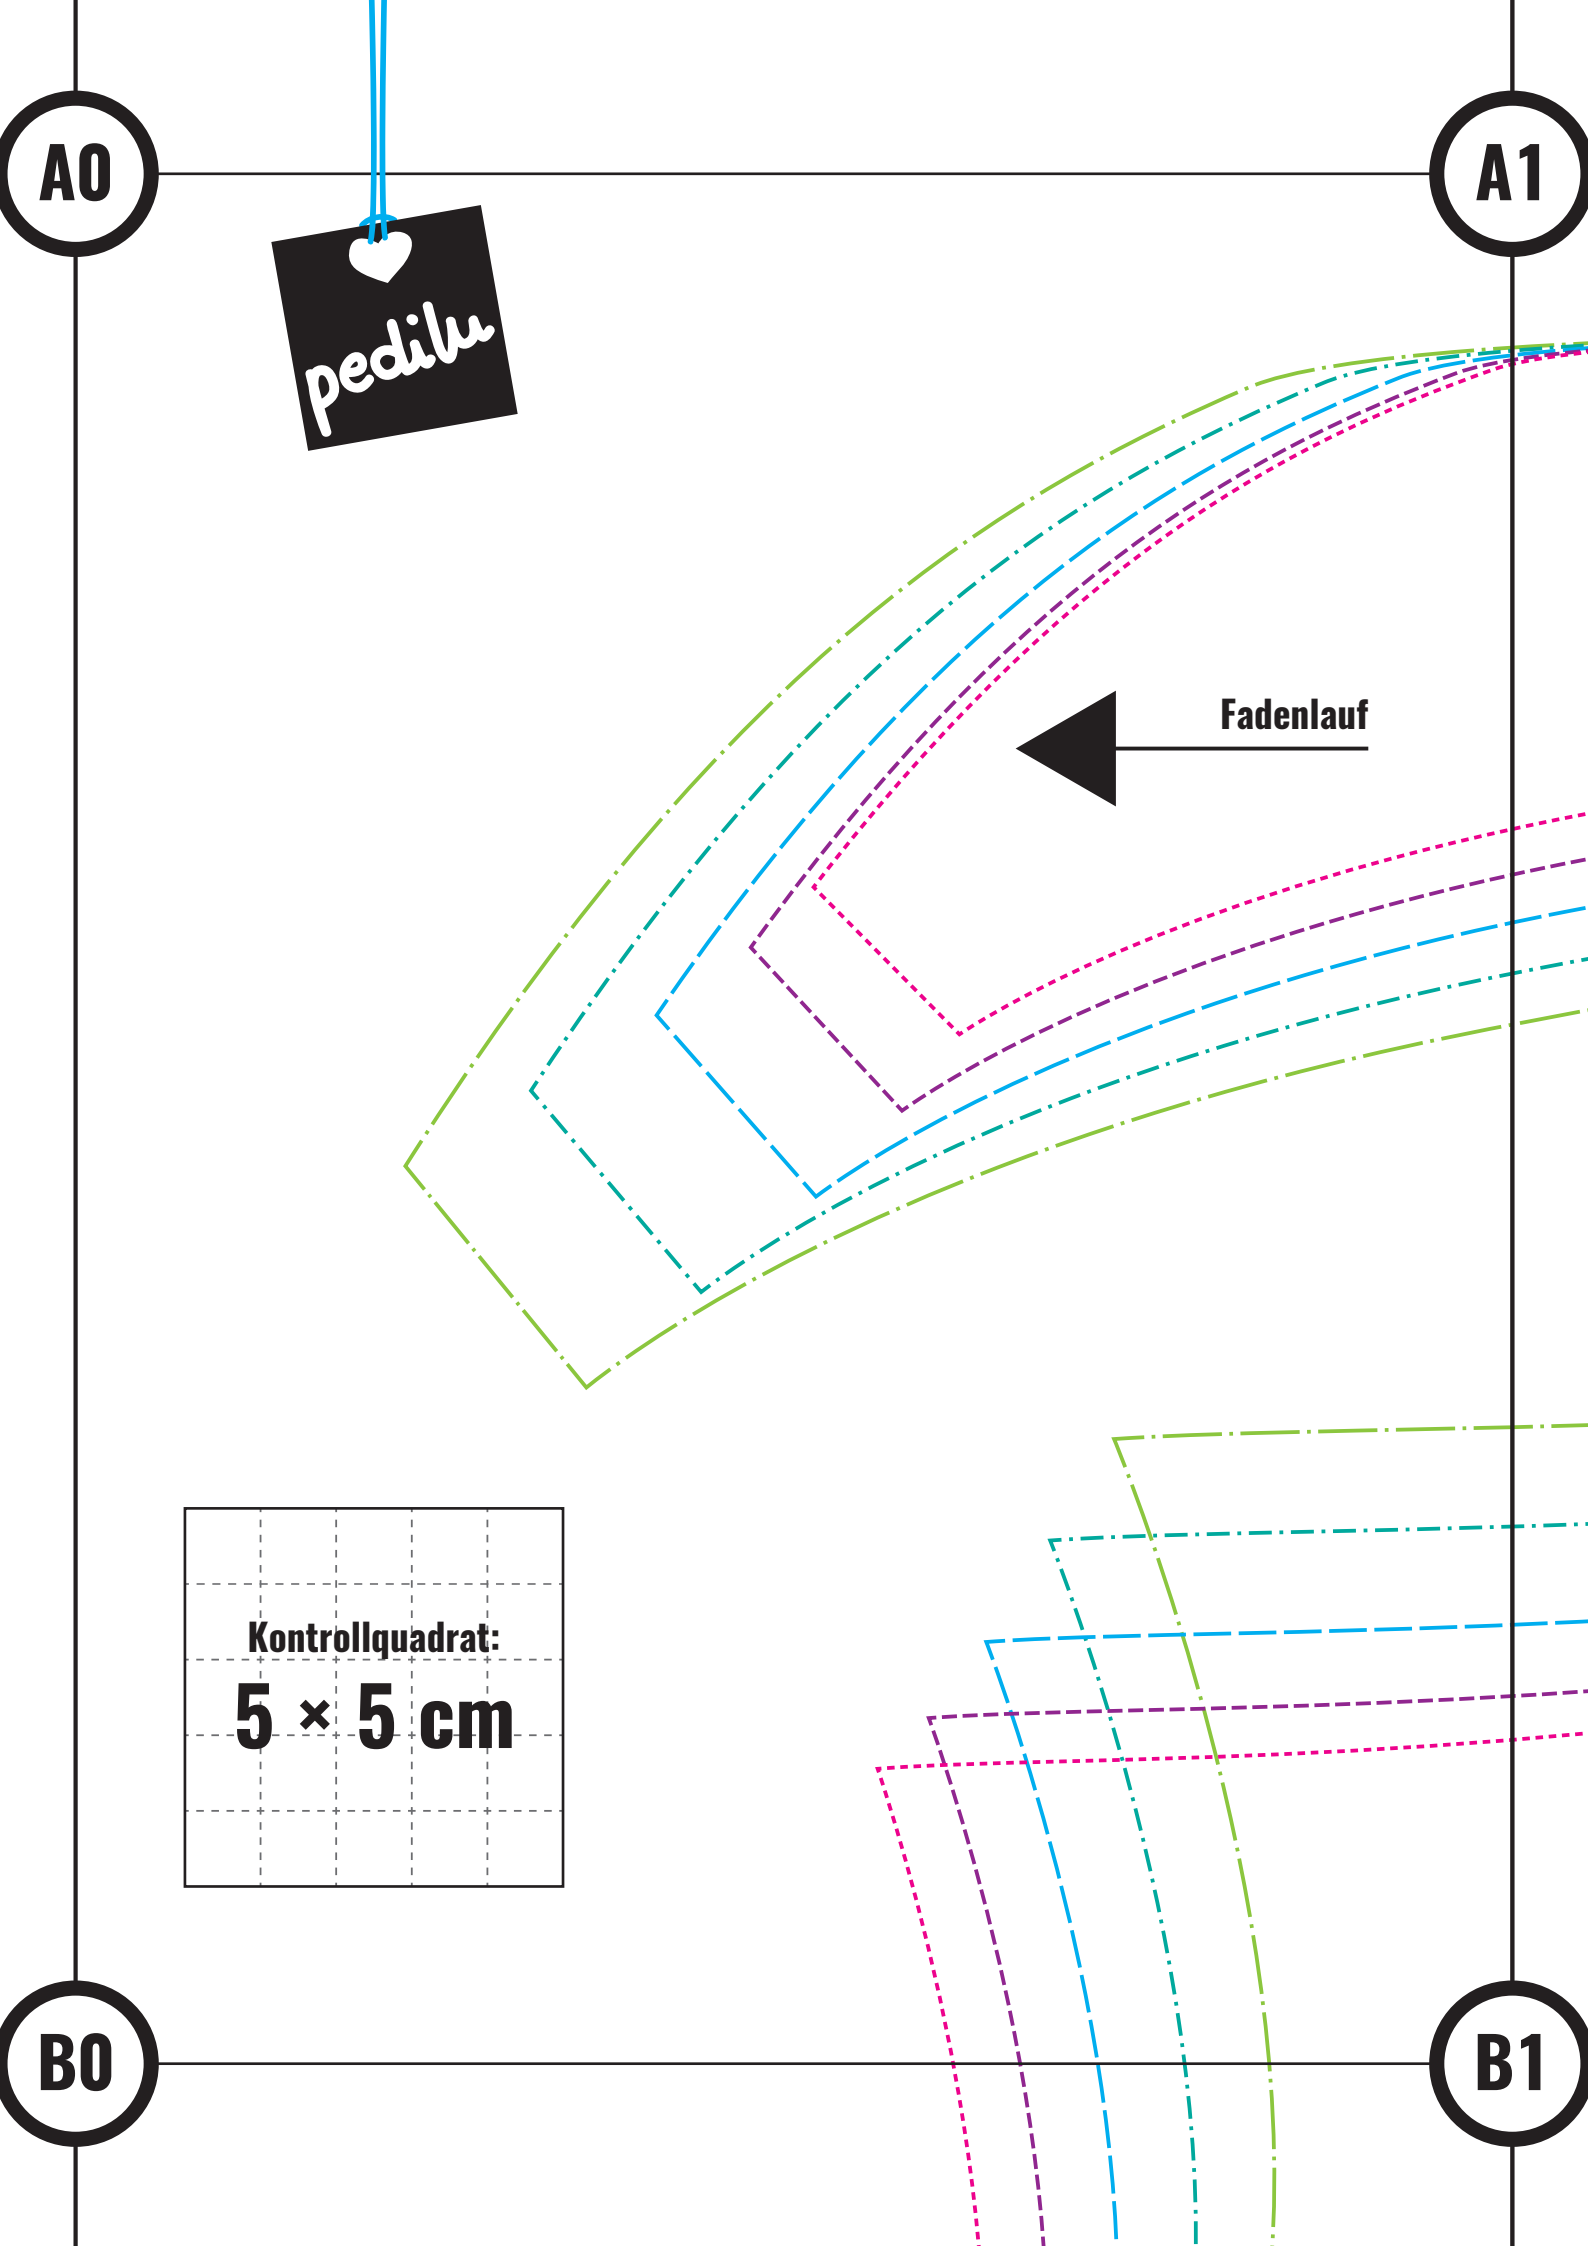 A0
A1
pedilu
Fadenlauf
Kontrollquadrat:
5 × 5 cm
B0
B1